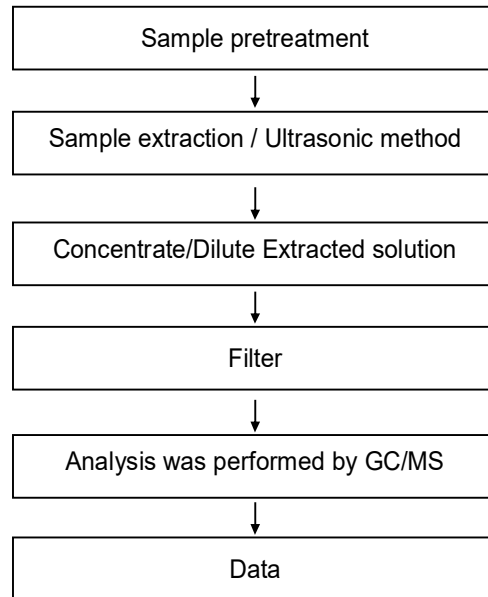 Sample pretreatment
Sample extraction / Ultrasonic method
Concentrate/Dilute Extracted solution
Filter
Analysis was performed by GC/MS
Data